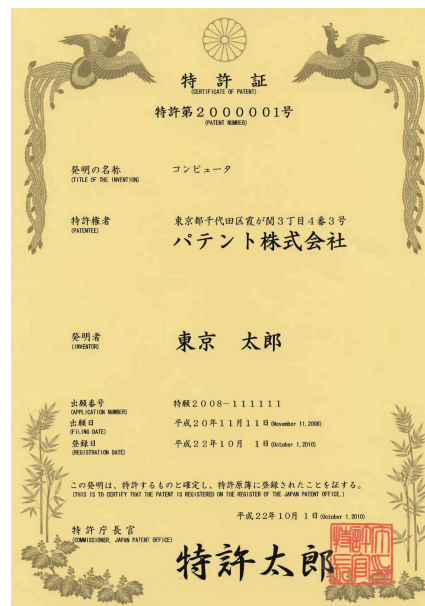 特許証
(CERTIFICATE OF PATENT)
特許第2000001号
(PATENT NUMBER)
発明の名称 コンピュータ
(TITLE OF THE INVENTION)
特許権者 東京都千代田区霞が関3丁目4番3号
(PATENTEE) パテント株式会社
発明者 東京 太郎
(INVENTOR)
出願番号 特願2008-111111
(APPLICATION NUMBER)
出願日 平成20年11月11日(November 11,2008)
(FILING DATE)
登録日 平成22年10月 1日(October 1,2010)
(REGISTRATION DATE)
この発明は、特許するものと確定し、特許原簿に登録されたことを証する。
(THIS IS TO CERTIFY THAT THE PATENT IS REGISTERED ON THE REGISTER OF THE JAPAN PATENT OFFICE.)
平成22年10月 1日(October 1,2010)
特許庁長官
(COMMISSIONER, JAPAN PATENT OFFICE)
特許太郎